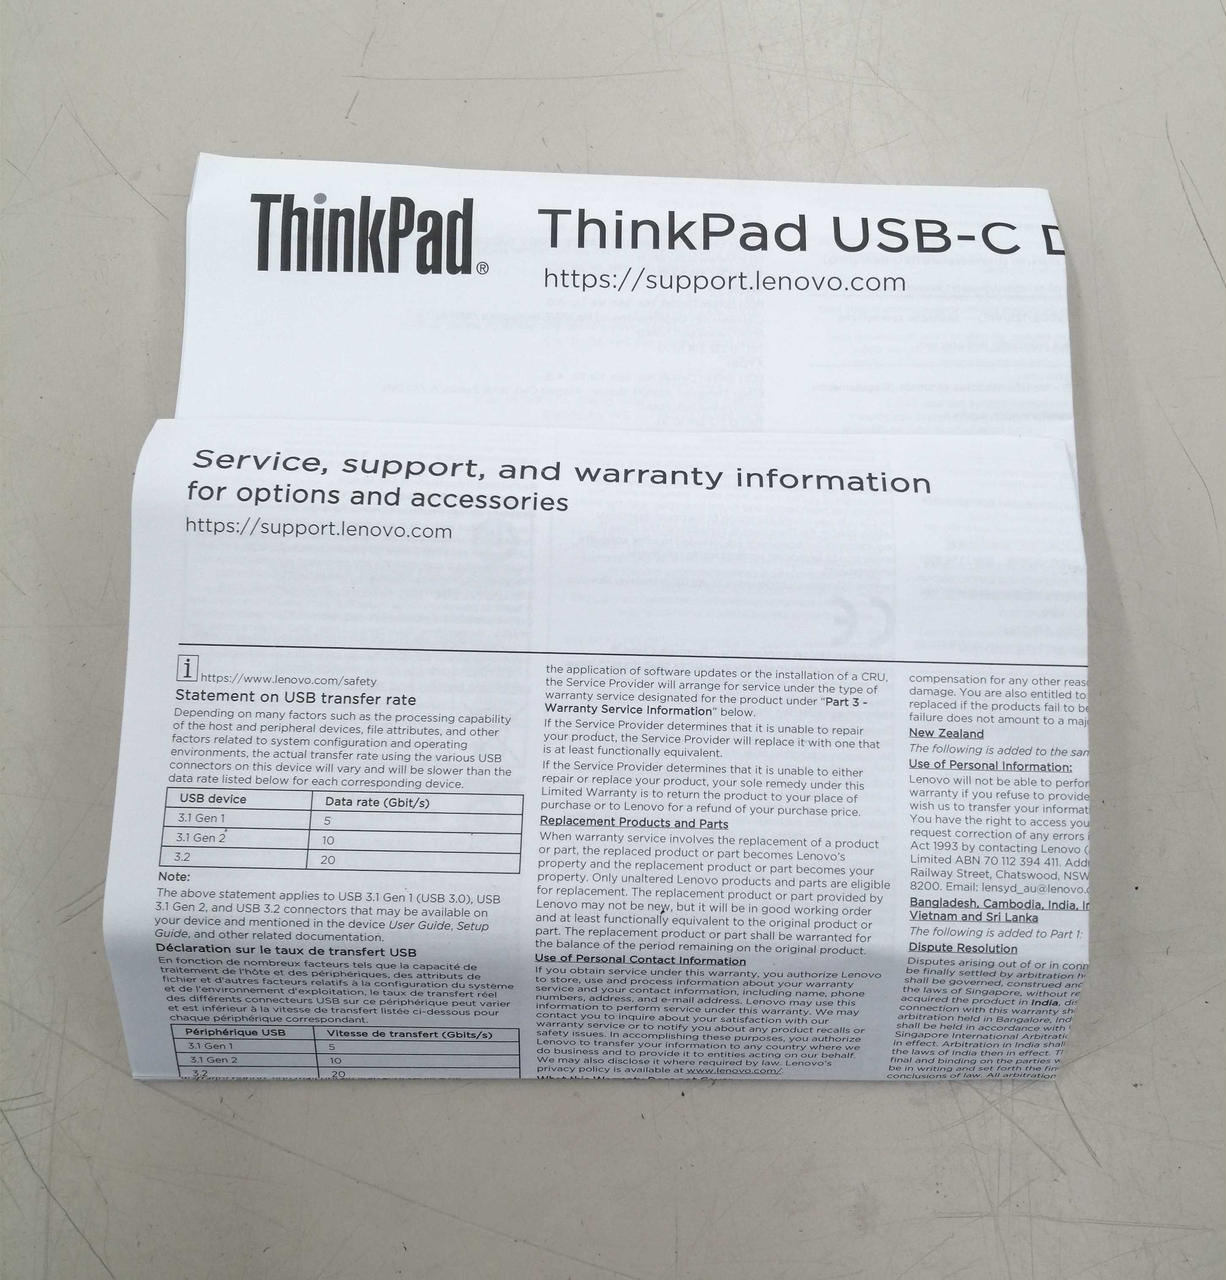 ThinkPad®
ThinkPad USB-C
https://support.lenovo.com
Service, support, and warranty information
for options and accessories
https://support.lenovo.com
i https://www.lenovo.com/safety
Statement on USB transfer rate
Depending on many factors such as the processing capability
of the host and peripheral devices, file attributes, and other
factors related to system configuration and operating
environments, the actual transfer rate using the various USB
connectors on this device will vary and will be slower than the
data rate listed below for each corresponding device.
USB device Data rate (Gbit/s)
3.1 Gen 1 5
3.1 Gen 2 10
3.2 20
Note:
The above statement applies to USB 3.1 Gen 1 (USB 3.0), USB
3.1 Gen 2, and USB 3.2 connectors that may be available on
your device and mentioned in the device User Guide, Setup
Guide, and other related documentation.
Déclaration sur le taux de transfert USB
En fonction de nombreux facteurs tels que la capacité de
traitement de l'hôte et des périphériques, des attributs de
fichier et d'autres facteurs relatifs à la configuration du système
et de l'environnement d'exploitation, le taux de transfert réel
des différents connecteurs USB sur ce périphérique peut varier
et est inférieur à la vitesse de transfert listée ci-dessous pour
chaque périphérique correspondant.
Périphérique USB Vitesse de transfert (Gbits/s)
3.1 Gen 1 5
3.1 Gen 2 10
3.2 20
the application of software updates or the installation of a CRU,
the Service Provider will arrange for service under the type of
warranty service designated for the product under "Part 3 -
Warranty Service Information" below.
If the Service Provider determines that it is unable to repair
your product, the Service Provider will replace it with one that
is at least functionally equivalent.
If the Service Provider determines that it is unable to either
repair or replace your product, your sole remedy under this
Limited Warranty is to return the product to your place of
purchase or to Lenovo for a refund of your purchase price.
Replacement Products and Parts
When warranty service involves the replacement of a product
or part, the replaced product or part becomes Lenovo's
property and the replacement product or part becomes your
property. Only unaltered Lenovo products and parts are eligible
for replacement. The replacement product or part provided by
Lenovo may not be new, but it will be in good working order
and at least functionally equivalent to the original product or
part. The replacement product or part shall be warranted for
the balance of the period remaining on the original product.
Use of Personal Contact Information
If you obtain service under this warranty, you authorize Lenovo
to store, use and process information about your warranty
service and your contact information, including name, phone
numbers, address, and e-mail address. Lenovo may use this
information to perform service under this warranty. We may
contact you to inquire about your satisfaction with our
warranty service or to notify you about any product recalls or
safety issues. In accomplishing these purposes, you authorize
Lenovo to transfer your information to any country where we
do business and to provide it to entities acting on our behalf.
We may also disclose it where required by law. Lenovo's
privacy policy is available at www.lenovo.com/
compensation for any other
damage. You are also entitled to
replaced if the products fail to
failure does not amount to a
New Zealand
The following is added to the
Use of Personal Information:
Lenovo will not be able to
warranty if you refuse to provide
wish us to transfer your
You have the right to access you
request correction of any errors
Act 1993 by contacting Lenovo (
Limited ABN 70 112 394 411.
Railway Street, Chatswood, NSW
8200. Email: lensyd_au@lenovo.
Bangladesh, Cambodia, India,
Vietnam and Sri Lanka
The following is added to Part 1:
Dispute Resolution
Disputes arising out of or in
be finally settled by arbitration
shall be governed, construed and
the laws of Singapore, without
acquired the product in India,
connection with this warranty
arbitration held in Bangalore,
shall be held in accordance with
Singapore International
in effect. Arbitration in India shall
the laws of India then in effect.
final and binding on the parties
be in writing and set forth the
conclusions of law. All arbitration